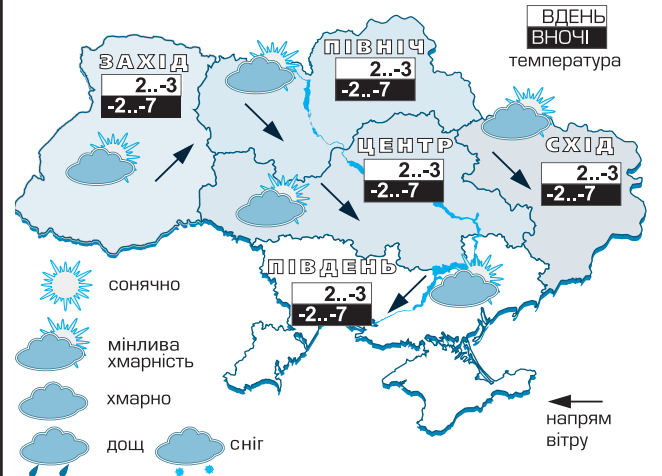 ВДЕНЬ
ВНОЧІ
температура
ПІВНІЧ
2..-3
-2..-7
ЗАХІД
2..-3
-2..-7
ЦЕНТР
2..-3
-2..-7
СХІД
2..-3
-2..-7
ПІВДЕНЬ
2..-3
-2..-7
сонячно
мінлива
хмарність
хмарно
дощ
сніг
напрям
вітру